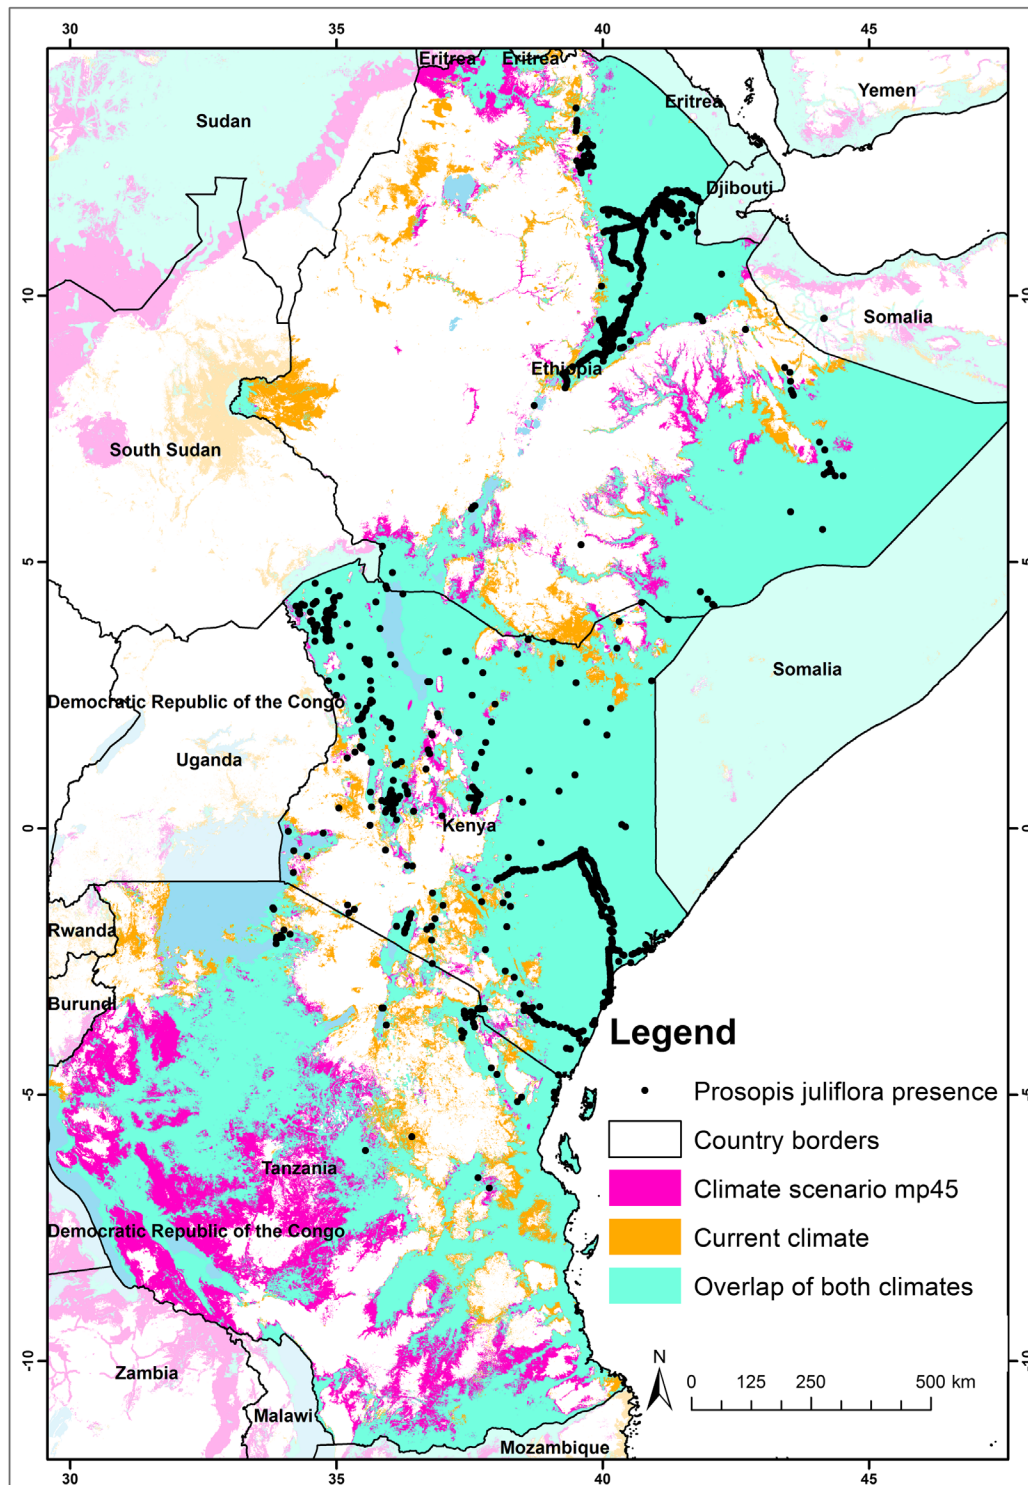 30 35 40 45
Eritrea Eritrea
Yemen
Eritrea
Sudan
Djibouti
10 10
Somalia
Ethiopia
South Sudan
5 5
Somalia
Democratic Republic of the Congo
Uganda
0 0
Kenya
Rwanda
Burundi
Legend
Prosopis juliflora presence
-5 -5
Country borders
Tanzania
Climate scenario mp45
Democratic Republic of the Congo
Current climate
Overlap of both climates
N
-10 -10
Zambia
0 125 250 500 km
Malawi
Mozambique
30 35 40 45